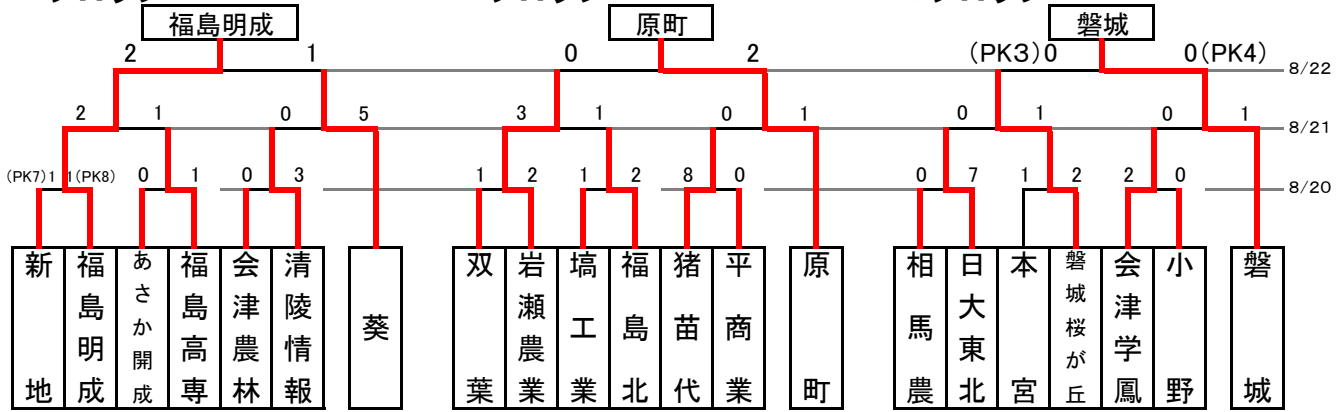 福島明成 原町 磐城
2 1 0 2 (PK3)0 0(PK4) 8/22
2 1 0 5 3 1 0 1 0 1 0 1 8/21
(PK7)1 1(PK8) 0 1 0 3 1 2 1 2 8 0 0 7 1 2 2 0 8/20
新地
福島明成
あさか開成
福島高専
会津農林
清陵情報
葵
双葉
岩瀬農業
塙工業
福島北
猪苗代
平商業
原町
相馬農
日大東北
本宮
磐城桜が丘
会津学鳳
小野
磐城